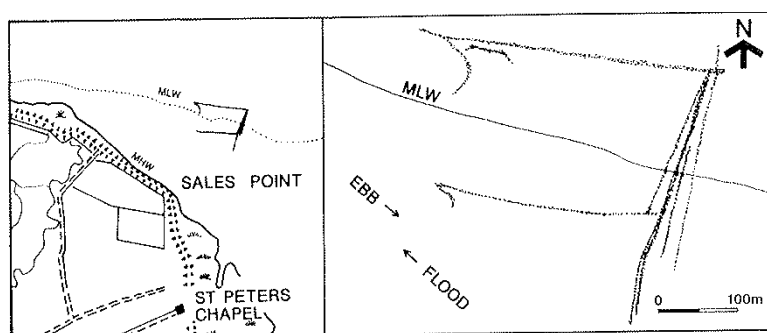 MLW
MHW
SALES POINT
ST PETERS
CHAPEL
N
MLW
EBB
FLOOD
0 100m